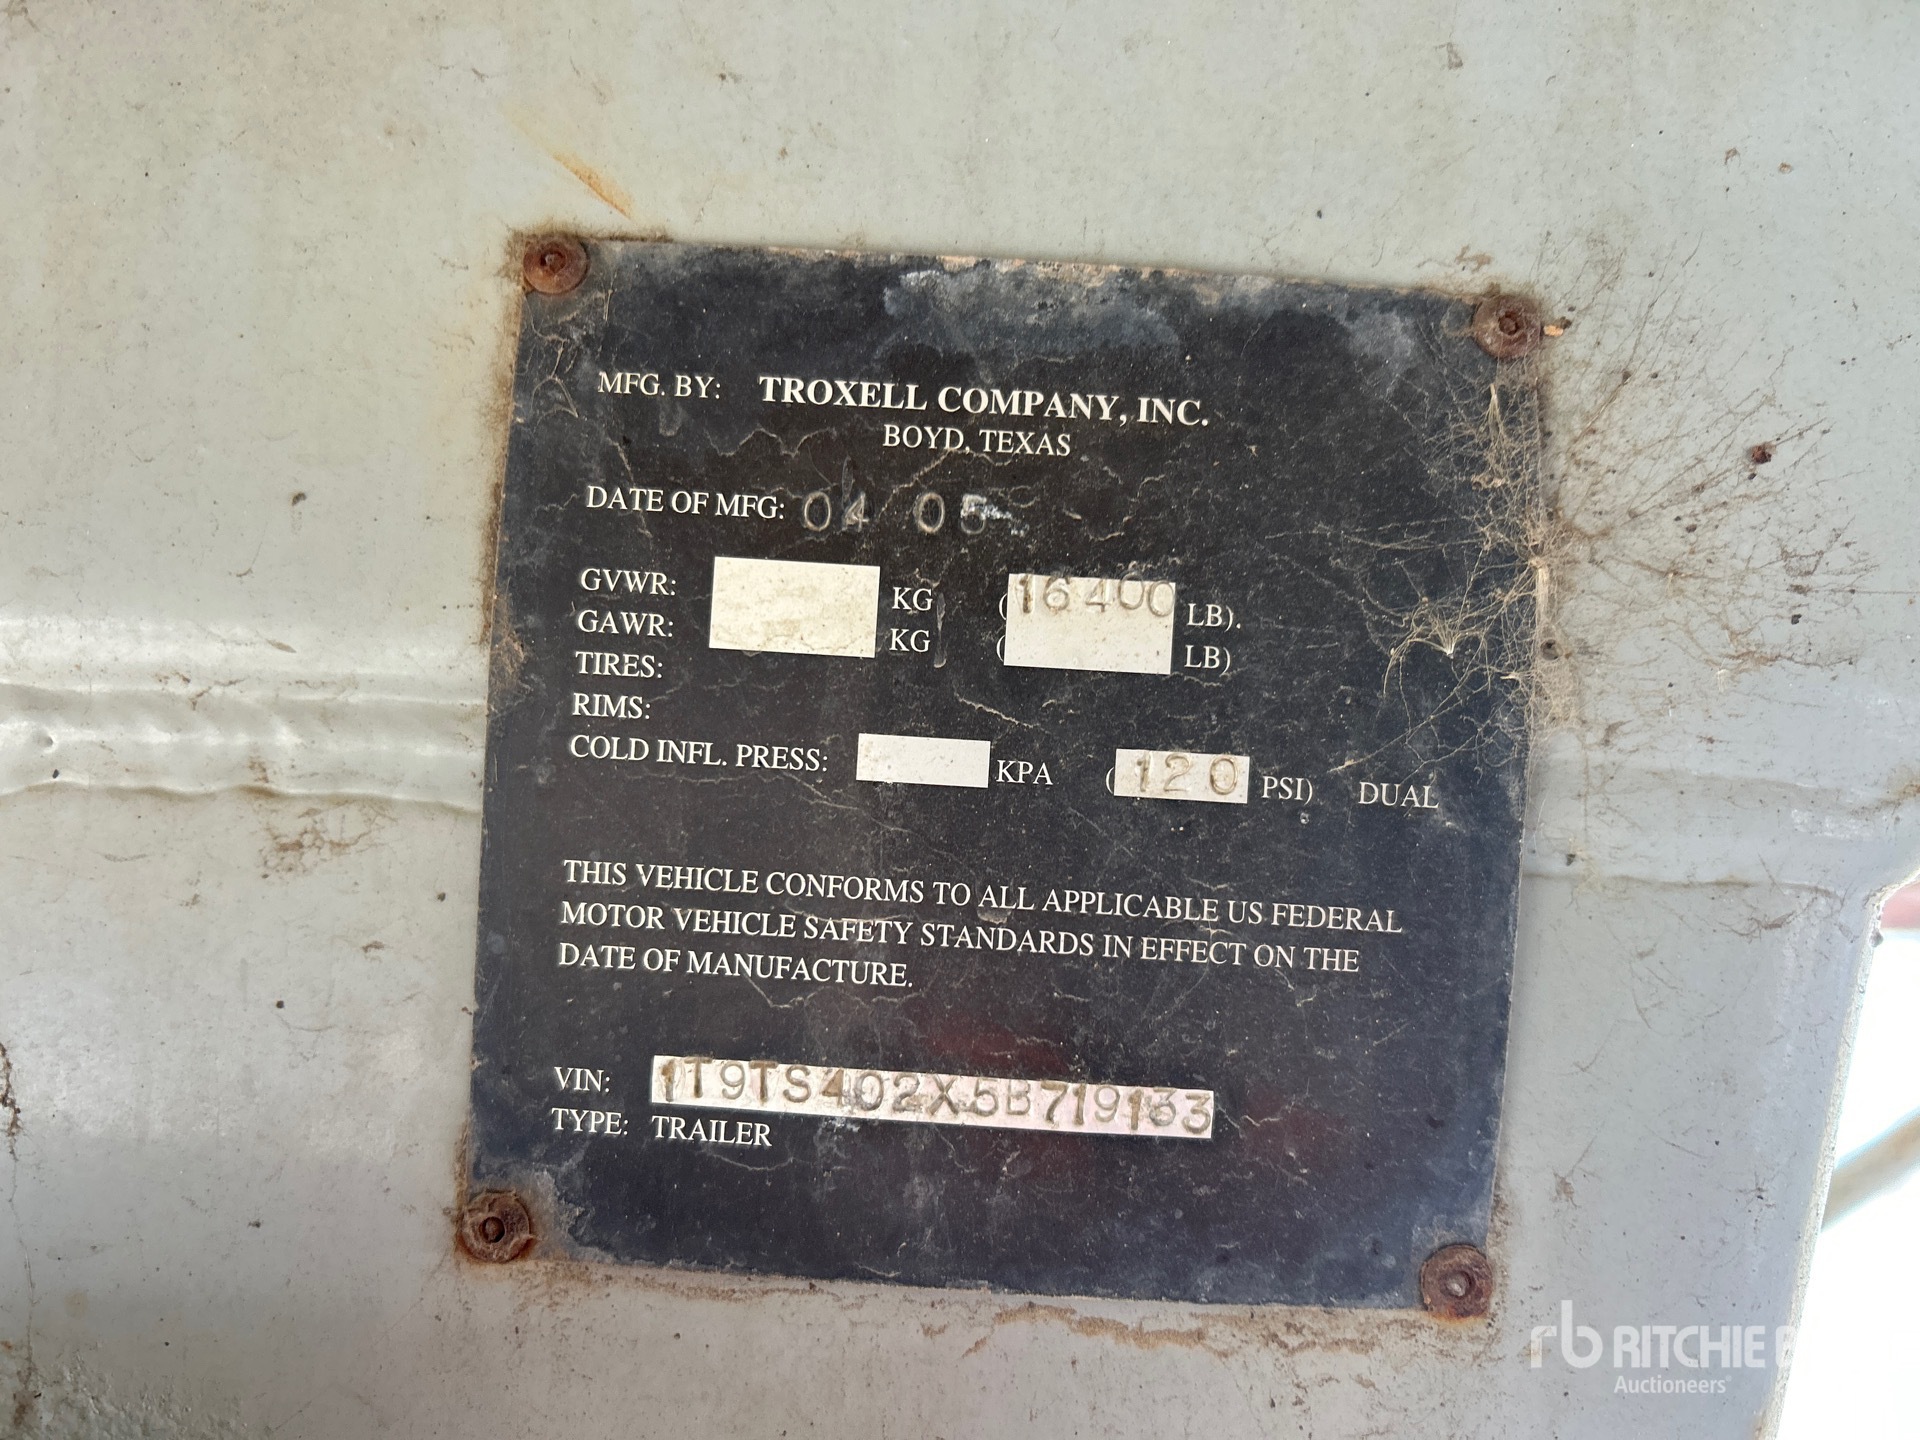 MFG. BY: TROXELL COMPANY, INC.
BOYD, TEXAS
DATE OF MFG: 04 05
GVWR: KG (16400 LB).
GAWR: KG ( LB)
TIRES:
RIMS:
COLD INFL. PRESS: KPA (120 PSI) DUAL
THIS VEHICLE CONFORMS TO ALL APPLICABLE US FEDERAL
MOTOR VEHICLE SAFETY STANDARDS IN EFFECT ON THE
DATE OF MANUFACTURE.
VIN: 1T9TS402X5B719133
TYPE: TRAILER
rb RITCHIE B
Auctioneers